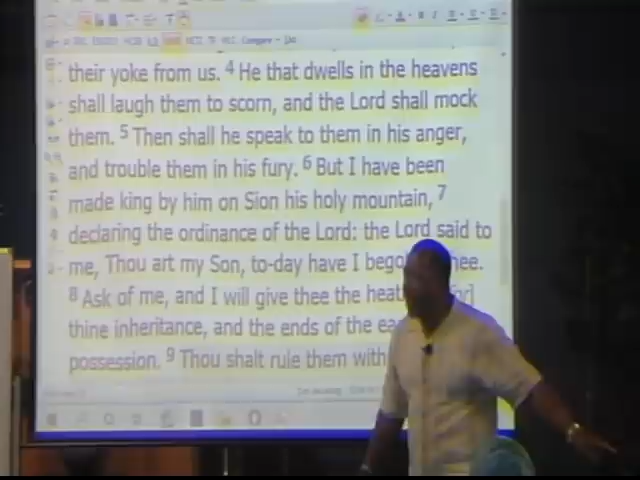 their yoke from us. 4 He that dwells in the heavens
shall laugh them to scorn, and the Lord shall mock
them. 5 Then shall he speak to them in his anger,
and trouble them in his fury. 6 But I have been
made king by him on Sion his holy mountain, 7
declaring the ordinance of the Lord: the Lord said to
me, Thou art my Son, to-day have I bego hee.
8 Ask of me, and I will give thee the heat
thine inheritance, and the ends of the ea
possession. 9 Thou shalt rule them with